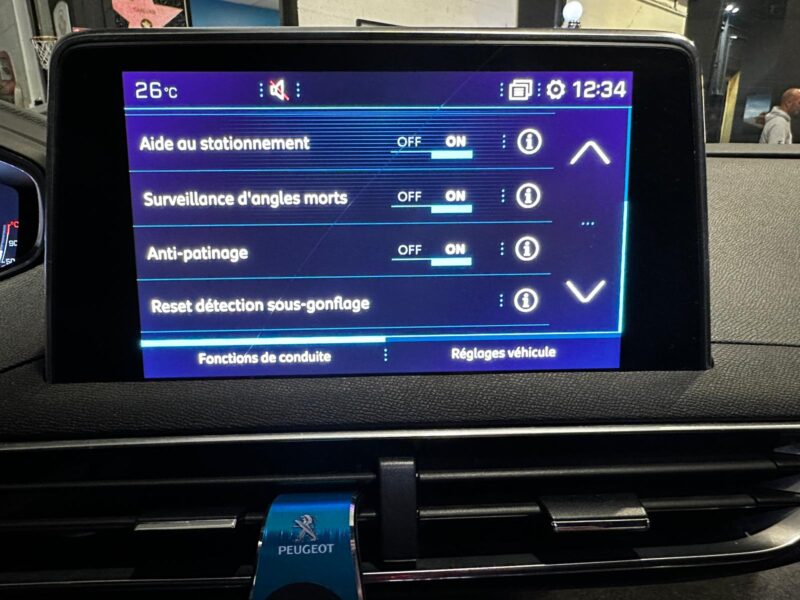 26°C
12:34
Aide au stationnement OFF ON
Surveillance d'angles morts OFF ON
Anti-patinage OFF ON
Reset détection sous-gonflage
Fonctions de conduite
Réglages véhicule
°C
90
PEUGEOT